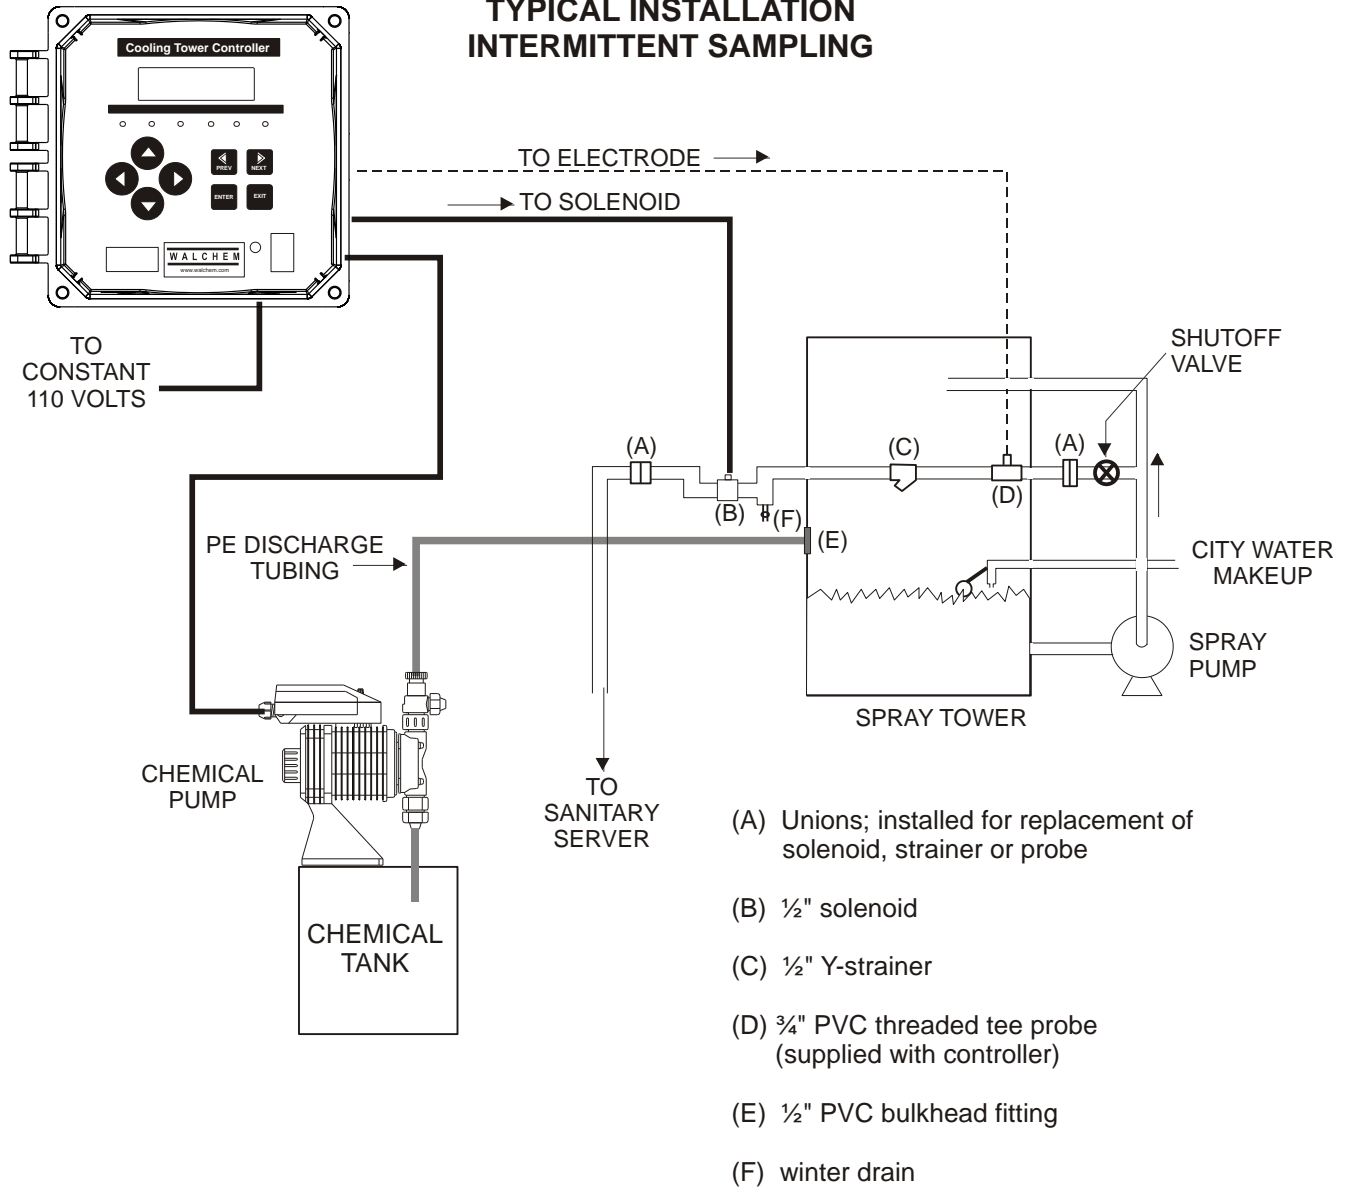 TYPICAL INSTALLATION
INTERMITTENT SAMPLING
Cooling Tower Controller
PREV
NEXT
ENTER
EXIT
WALCHEM
www.walchem.com
TO ELECTRODE
TO SOLENOID
TO
CONSTANT
110 VOLTS
SHUTOFF
VALVE
(A)
(B)
(F)
(C)
(D)
(A)
(E)
PE DISCHARGE
TUBING
CITY WATER
MAKEUP
SPRAY
PUMP
SPRAY TOWER
CHEMICAL
PUMP
TO
SANITARY
SERVER
CHEMICAL
TANK
(A) Unions; installed for replacement of
solenoid, strainer or probe
(B) ½" solenoid
(C) ½" Y-strainer
(D) ¾" PVC threaded tee probe
(supplied with controller)
(E) ½" PVC bulkhead fitting
(F) winter drain